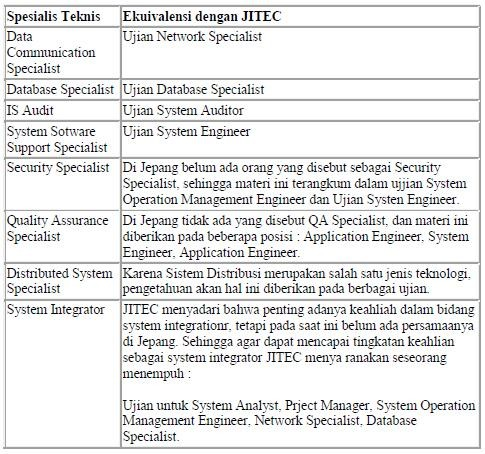 Spesialis Teknis Ekuivalensi dengan JITEC
Data Ujian Network Specialist
Communication
Specialist
Database Specialist Ujian Database Specialist
IS Audit Ujian System Auditor
System Sotware Ujian System Engineer
Support Specialist
Security Specialist Di Jepang belum ada orang yang disebut sebagai Security
Specialist, sehingga materi ini terangkum dalam ujjian System
Operation Management Engineer dan Ujian Systen Engineer.
Quality Assurance Di Jepang tidak ada yang disebut QA Specialist, dan materi ini
Specialist diberikan pada beberapa posisi : Application Engineer, System
Engineer, Application Engineer.
Distributed System Karena Sistem Distribusi merupakan salah satu jenis teknologi,
Specialist pengetahuan akan hal ini diberikan pada berbagai ujian.
System Integrator JITEC menyadari bahwa penting adanya keahliah dalam bidang
system integrationr, tetapi pada saat ini belum ada persamaanya
di Jepang. Sehingga agar dapat mencapai tingkatan keahlian
sebagai system integrator JITEC menya ranakan seseorang
menempuh :
Ujian untuk System Analyst, Prject Manager, System Operation
Management Engineer, Network Specialist, Database
Specialist.